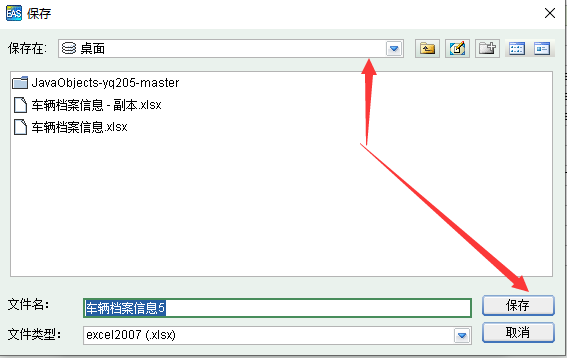 EAS 保存
保存在: 桌面
JavaObjects-yq205-master
车辆档案信息 - 副本.xlsx
车辆档案信息.xlsx
文件名: 车辆档案信息5 保存
文件类型: excel2007 (.xlsx) 取消